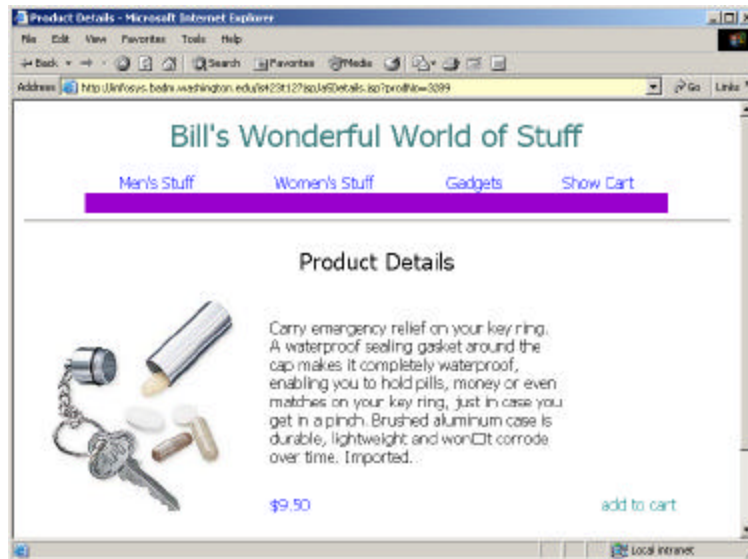 Product Details - Microsoft Internet Explorer
File Edit View Favorites Tools Help
Back Search Favorites Media
Address Go Links
Bill's Wonderful World of Stuff
Men's Stuff Women's Stuff Gadgets Show Cart
Product Details
Carry emergency relief on your key ring.
A waterproof sealing gasket around the
cap makes it completely waterproof,
enabling you to hold pills, money or even
matches on your key ring, just in case you
get in a pinch. Brushed aluminum case is
durable, lightweight and won□t corrode
over time. Imported.
$9.50 add to cart
Local intranet